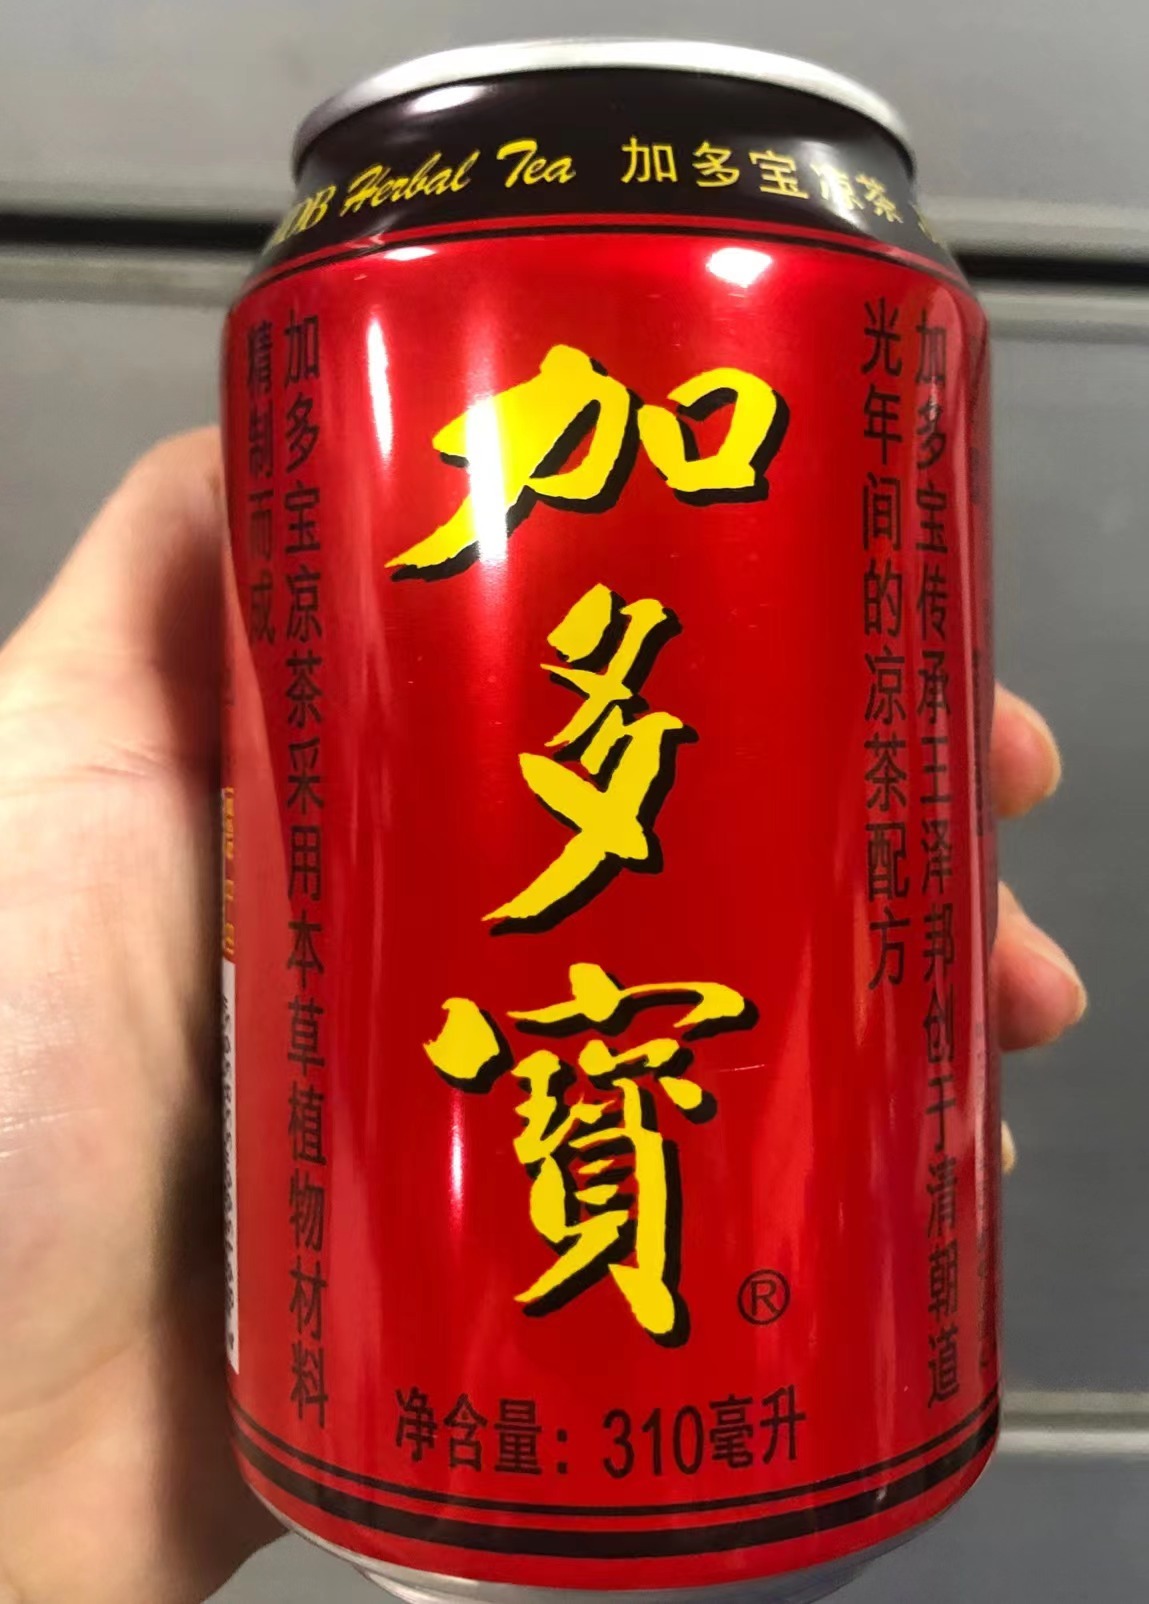 Herbal Tea 加多宝凉茶
加多宝传承王泽邦创于清朝道
光年间的凉茶配方
加多寶
®
加多宝凉茶采用本草植物材料
精制而成
净含量：310毫升